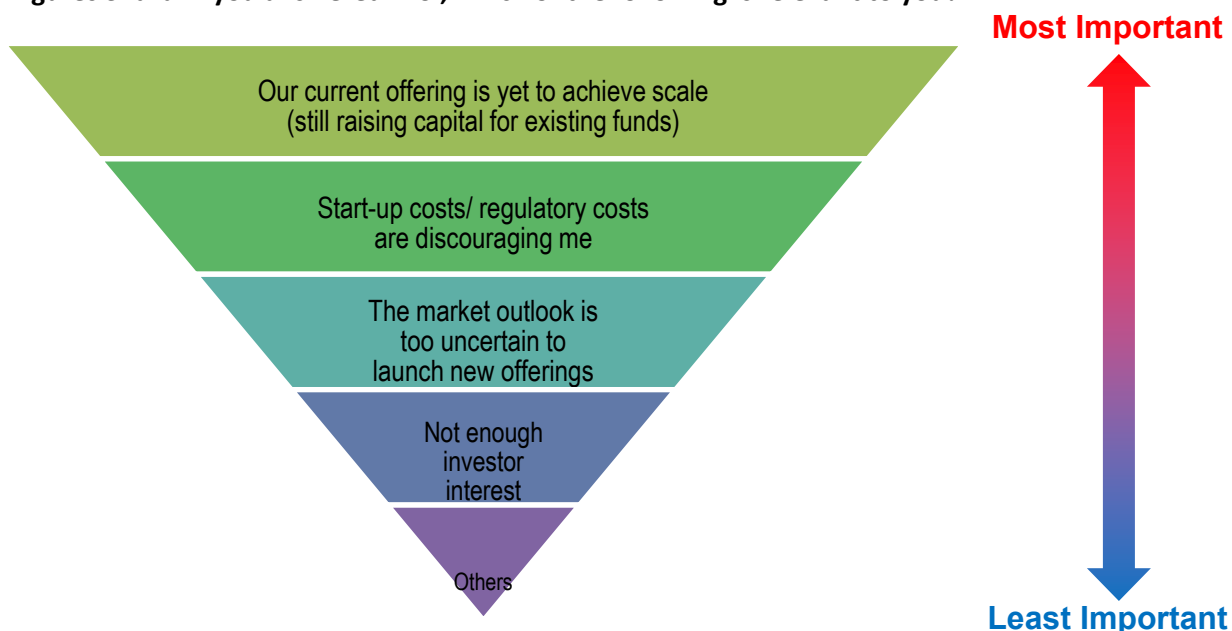 Most Important
Our current offering is yet to achieve scale
(still raising capital for existing funds)
Start-up costs/ regulatory costs
are discouraging me
The market outlook is
too uncertain to
launch new offerings
Not enough
investor
interest
Others
Least Important